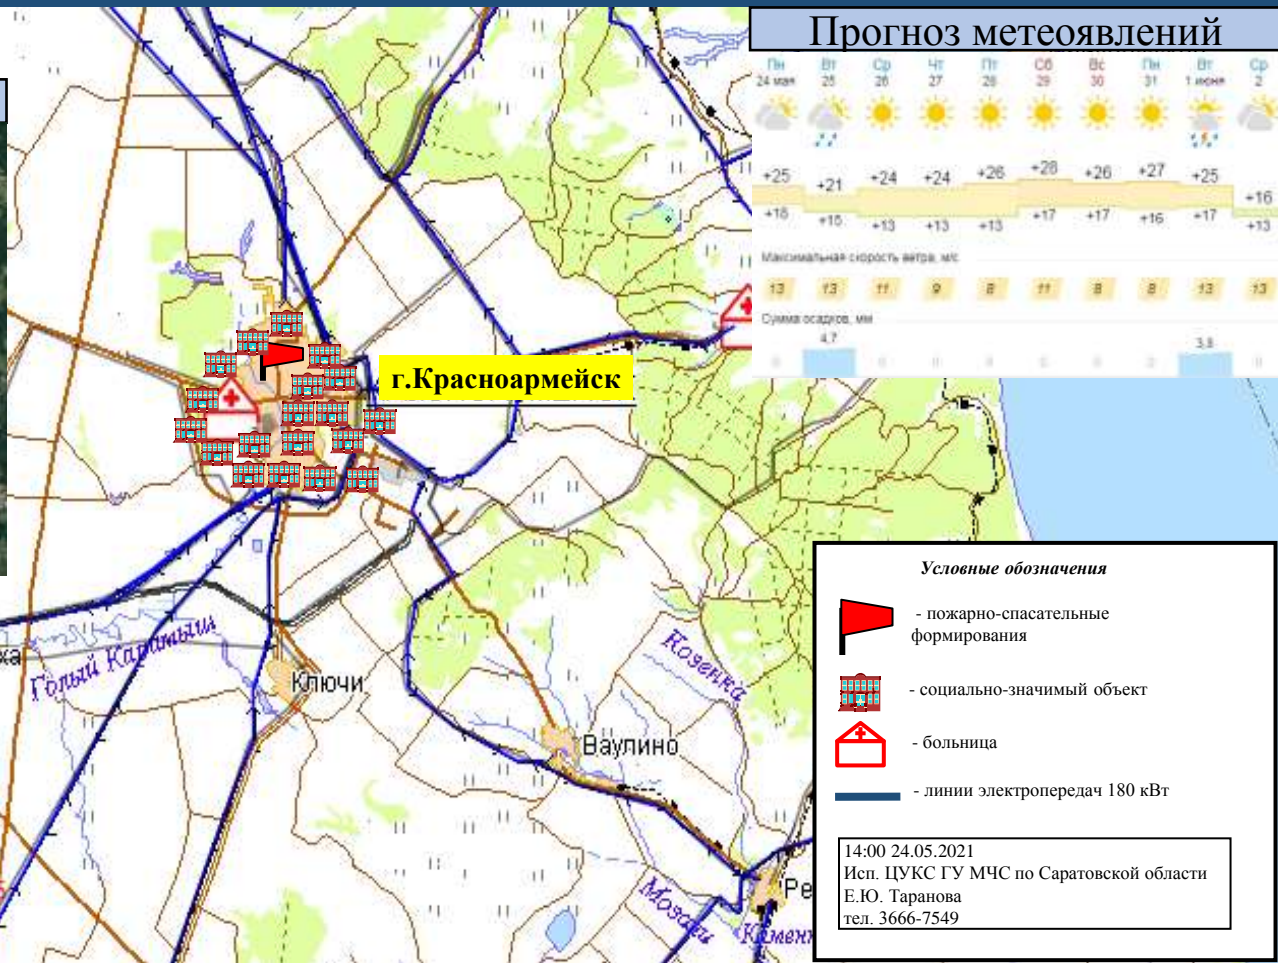 Прогноз метеоявлений
Пн Вт Ср Чт Пт Сб Вс Пн Вт Ср
24 мая 25 26 27 28 29 30 31 1 июня 2
+25 +21 +24 +24 +26 +28 +26 +27 +25 +16
+13 +13 +13 +17 +17 +16 +17 +13
Максимальная скорость ветра, м/с
13 13 11 9 8 11 8 8 13 13
Сумма осадков, мм
4,7 3,8
г.Красноармейск
Голый Карамыш
Ключи
Козенка
Ваулино
Ре
Условные обозначения
- пожарно-спасательные
формирования
- социально-значимый объект
- больница
- линии электропередач 180 кВт
14:00 24.05.2021
Исп. ЦУКС ГУ МЧС по Саратовской области
Е.Ю. Таранова
тел. 3666-7549